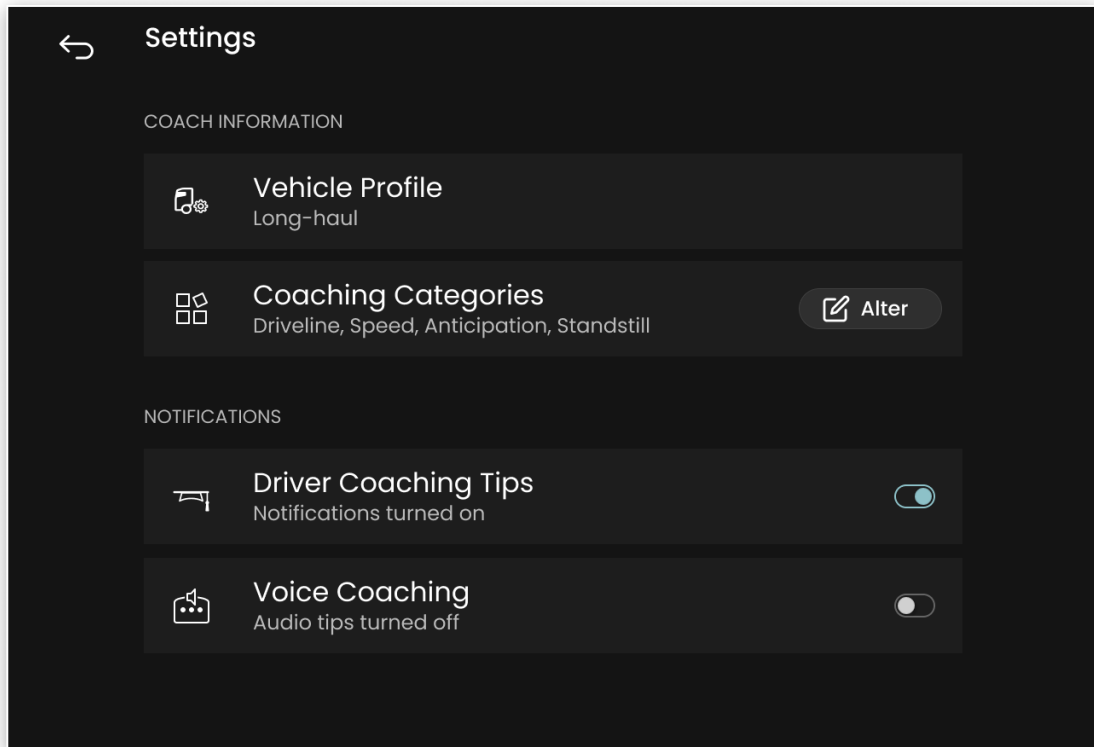 Settings
COACH INFORMATION
Vehicle Profile
Long-haul
Coaching Categories
Driveline, Speed, Anticipation, Standstill
Alter
NOTIFICATIONS
Driver Coaching Tips
Notifications turned on
Voice Coaching
Audio tips turned off